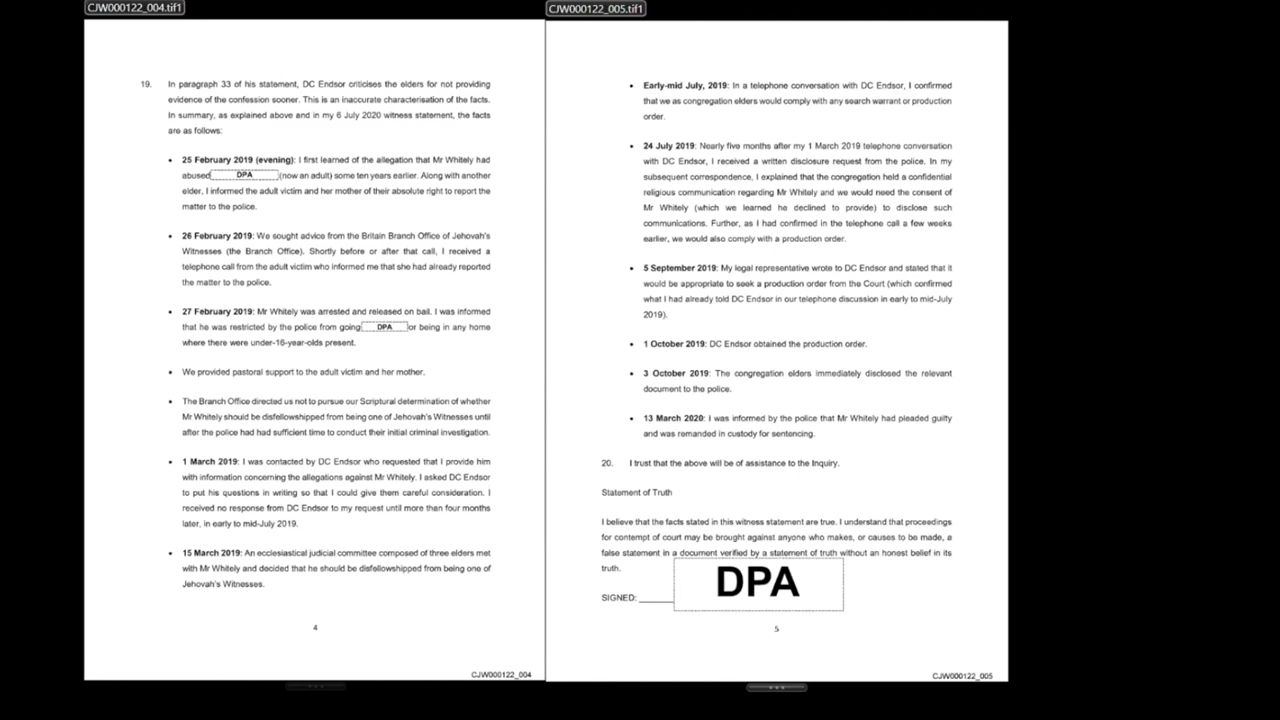 CJW000122_004.tif1
19. In paragraph 33 of his statement, DC Endsor criticises the elders for not providing
evidence of the confession sooner. This is an inaccurate characterisation of the facts.
In summary, as explained above and in my 6 July 2020 witness statement, the facts
are as follows:
• 25 February 2019 (evening): I first learned of the allegation that Mr Whitely had
abused DPA (now an adult) some ten years earlier. Along with another
elder, I informed the adult victim and her mother of their absolute right to report the
matter to the police.
• 26 February 2019: We sought advice from the Britain Branch Office of Jehovah's
Witnesses (the Branch Office). Shortly before or after that call, I received a
telephone call from the adult victim who informed me that she had already reported
the matter to the police.
• 27 February 2019: Mr Whitely was arrested and released on bail. I was informed
that he was restricted by the police from going DPA or being in any home
where there were under-16-year-olds present.
• We provided pastoral support to the adult victim and her mother.
• The Branch Office directed us not to pursue our Scriptural determination of whether
Mr Whitely should be disfellowshipped from being one of Jehovah's Witnesses until
after the police had had sufficient time to conduct their initial criminal investigation.
• 1 March 2019: I was contacted by DC Endsor who requested that I provide him
with information concerning the allegations against Mr Whitely. I asked DC Endsor
to put his questions in writing so that I could give them careful consideration. I
received no response from DC Endsor to my request until more than four months
later, in early to mid-July 2019.
• 15 March 2019: An ecclesiastical judicial committee composed of three elders met
with Mr Whitely and decided that he should be disfellowshipped from being one of
Jehovah's Witnesses.
4
CJW000122_004
CJW000122_005.tif1
• Early-mid July, 2019: In a telephone conversation with DC Endsor, I confirmed
that we as congregation elders would comply with any search warrant or production
order.
• 24 July 2019: Nearly five months after my 1 March 2019 telephone conversation
with DC Endsor, I received a written disclosure request from the police. In my
subsequent correspondence, I explained that the congregation held a confidential
religious communication regarding Mr Whitely and we would need the consent of
Mr Whitely (which we learned he declined to provide) to disclose such
communications. Further, as I had confirmed in the telephone call a few weeks
earlier, we would also comply with a production order.
• 5 September 2019: My legal representative wrote to DC Endsor and stated that it
would be appropriate to seek a production order from the Court (which confirmed
what I had already told DC Endsor in our telephone discussion in early to mid-July
2019).
• 1 October 2019: DC Endsor obtained the production order.
• 3 October 2019: The congregation elders immediately disclosed the relevant
document to the police.
• 13 March 2020: I was informed by the police that Mr Whitely had pleaded guilty
and was remanded in custody for sentencing.
20. I trust that the above will be of assistance to the Inquiry.
Statement of Truth
I believe that the facts stated in this witness statement are true. I understand that proceedings
for contempt of court may be brought against anyone who makes, or causes to be made, a
false statement in a document verified by a statement of truth without an honest belief in its
truth.
SIGNED: ______ DPA
5
CJW000122_005